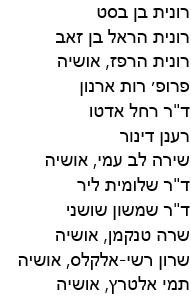 רונית בן בסט
רונית הראל בן זאב
רונית הרפז, אושיה
פרופ׳ רות ארנון
ד"ר רחל אדטו
רענן דינור
שירה לב עמי, אושיה
ד"ר שלומית ליר
ד"ר שמשון שושני
שרה טנקמן, אושיה
שרון רשי-אלקלס, אושיה
תמי אלטרץ, אושיה